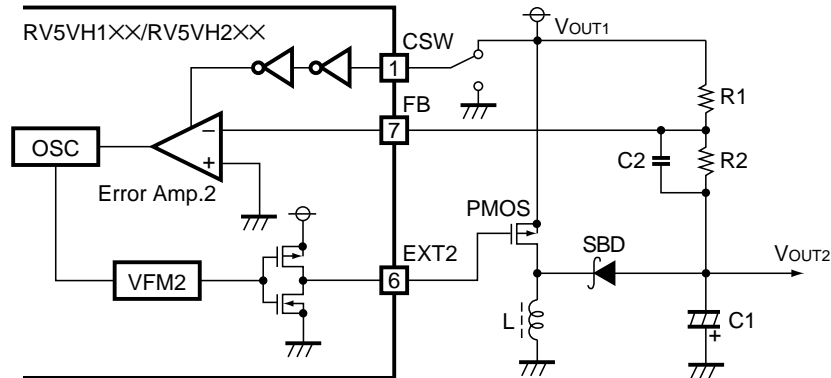 RV5VH1××/RV5VH2××
CSW
VOUT1
1
R1
FB
7
−
+
OSC
C2
R2
Error Amp.2
PMOS
EXT2
SBD
VOUT2
VFM2
6
L
C1
+